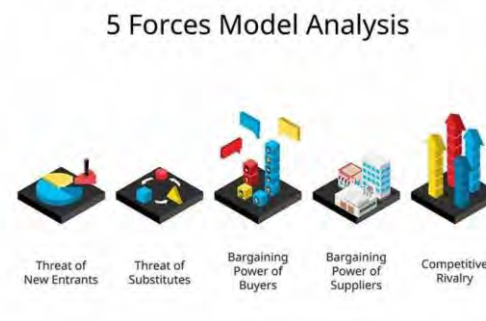 5 Forces Model Analysis
Threat of
New Entrants
Threat of
Substitutes
Bargaining
Power of
Buyers
Bargaining
Power of
Suppliers
Competitive
Rivalry